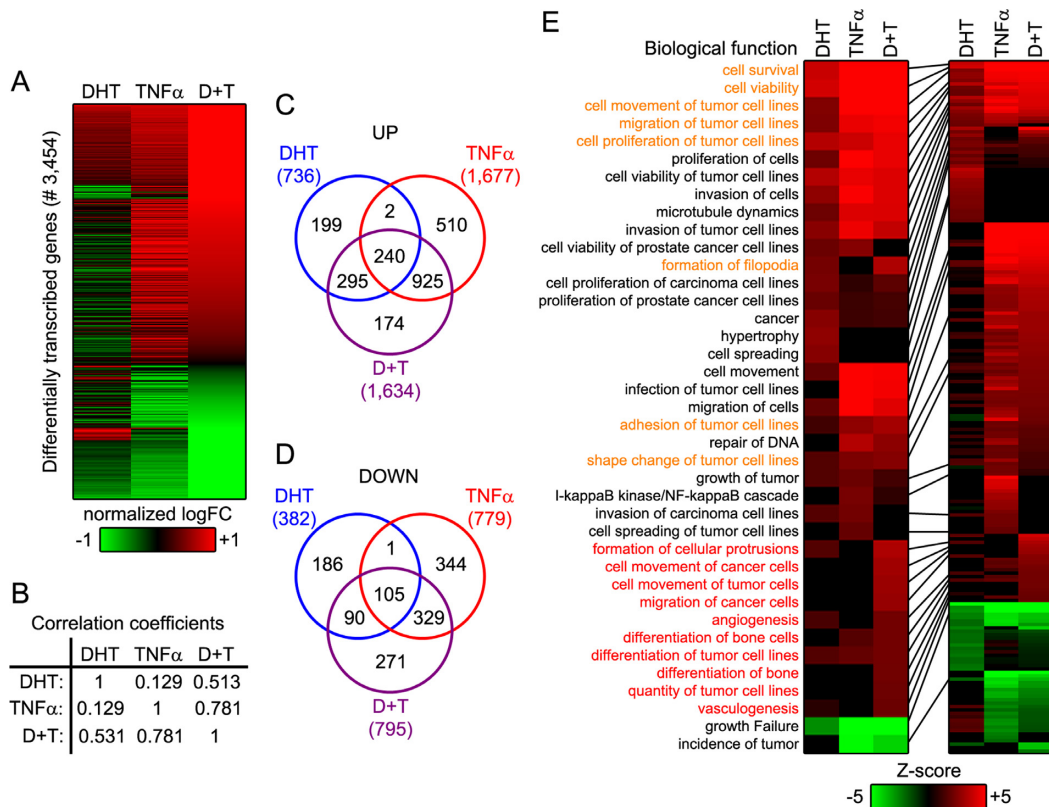 A
DHT TNFα D+T
Differentially transcribed genes (# 3,454)
normalized logFC
-1 +1
B
Correlation coefficients
DHT TNFα D+T
DHT: 1 0.129 0.513
TNFα: 0.129 1 0.781
D+T: 0.531 0.781 1
C
UP
DHT
(736)
TNFα
(1,677)
199 2 510
240
295 925
174
D+T
(1,634)
D
DOWN
DHT
(382)
TNFα
(779)
186 1 344
105
90 329
271
D+T
(795)
E
Biological function
DHT TNFα D+T
DHT TNFα D+T
cell survival
cell viability
cell movement of tumor cell lines
migration of tumor cell lines
cell proliferation of tumor cell lines
proliferation of cells
cell viability of tumor cell lines
invasion of cells
microtubule dynamics
invasion of tumor cell lines
cell viability of prostate cancer cell lines
formation of filopodia
cell proliferation of carcinoma cell lines
proliferation of prostate cancer cell lines
cancer
hypertrophy
cell spreading
cell movement
infection of tumor cell lines
migration of cells
adhesion of tumor cell lines
repair of DNA
shape change of tumor cell lines
growth of tumor
I-kappaB kinase/NF-kappaB cascade
invasion of carcinoma cell lines
cell spreading of tumor cell lines
formation of cellular protrusions
cell movement of cancer cells
cell movement of tumor cells
migration of cancer cells
angiogenesis
differentiation of bone cells
differentiation of tumor cell lines
differentiation of bone
quantity of tumor cell lines
vasculogenesis
growth Failure
incidence of tumor
Z-score
-5 +5